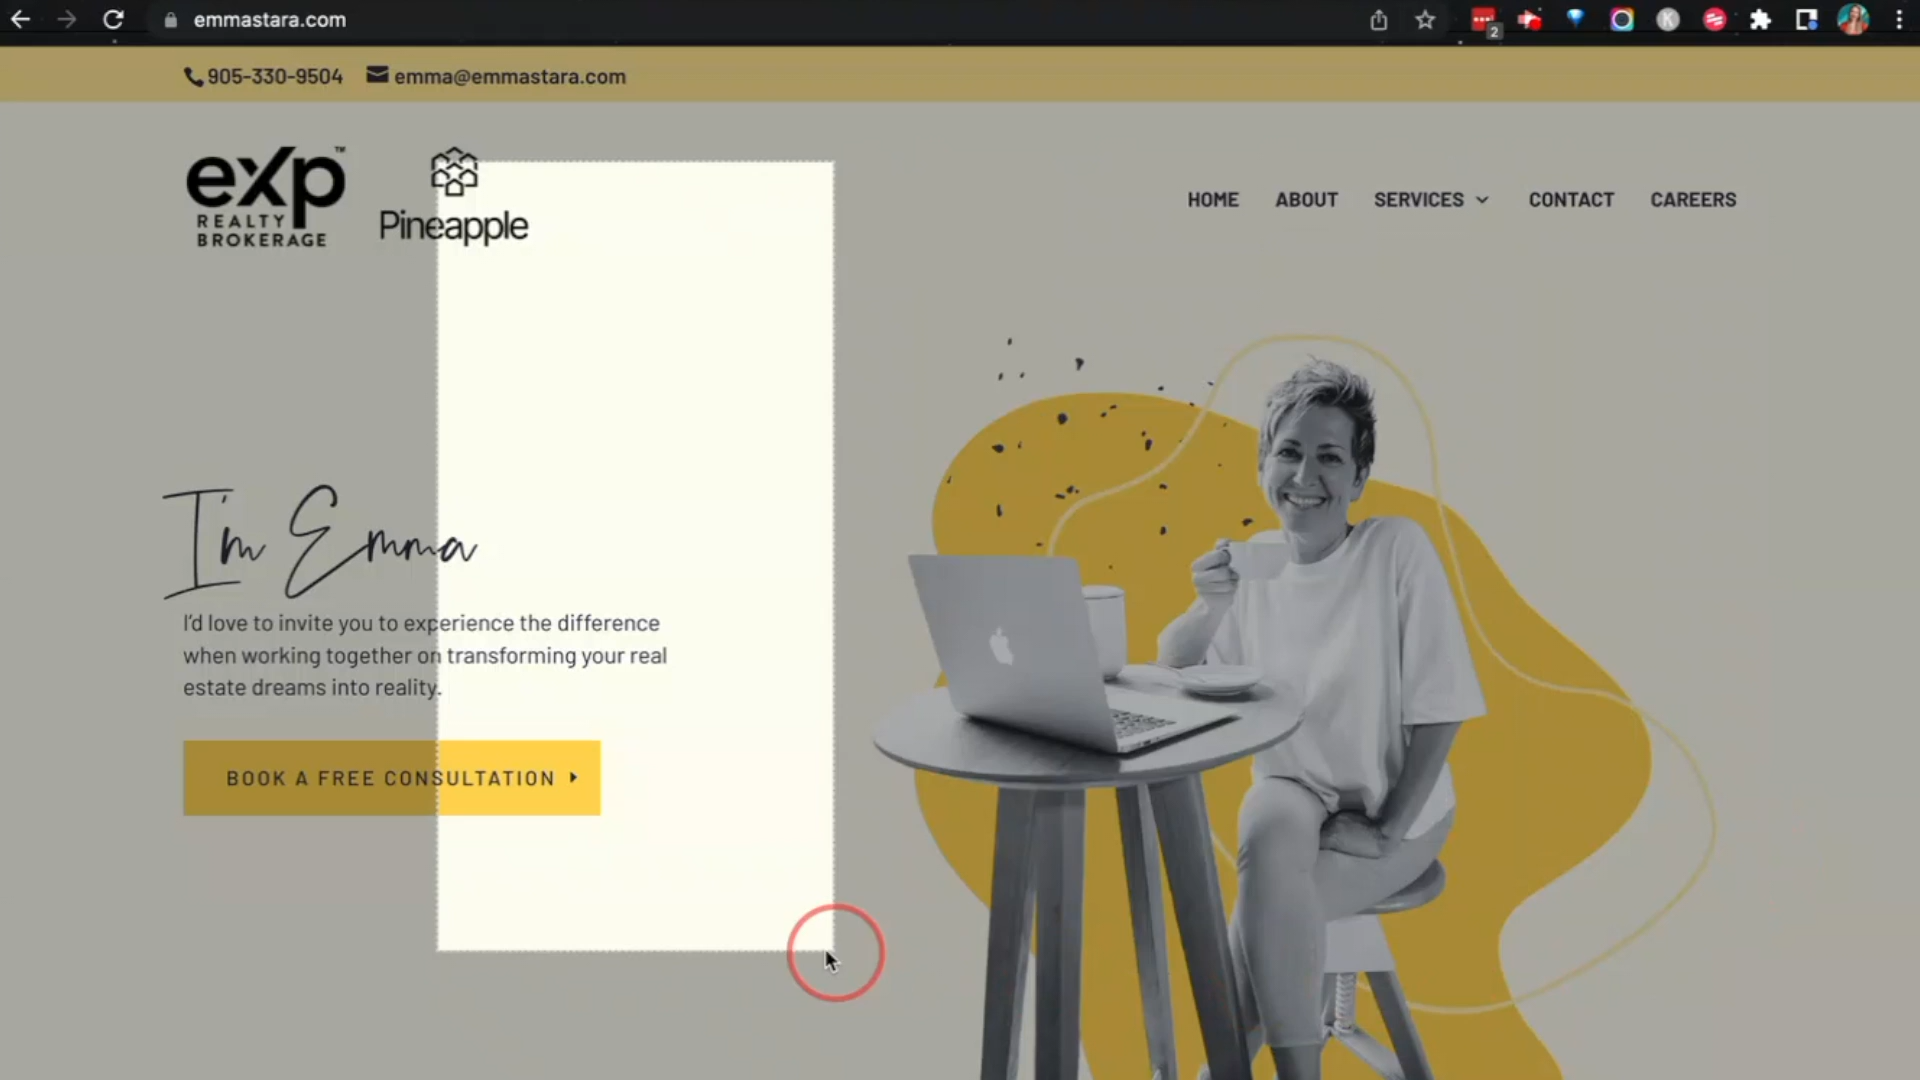 emmastara.com
2
905-330-9504 emma@emmastara.com
exp™
REALTY
BROKERAGE
Pineapple
HOME ABOUT SERVICES CONTACT CAREERS
I'm Emma
I'd love to invite you to experience the difference
when working together on transforming your real
estate dreams into reality.
BOOK A FREE CONSULTATION